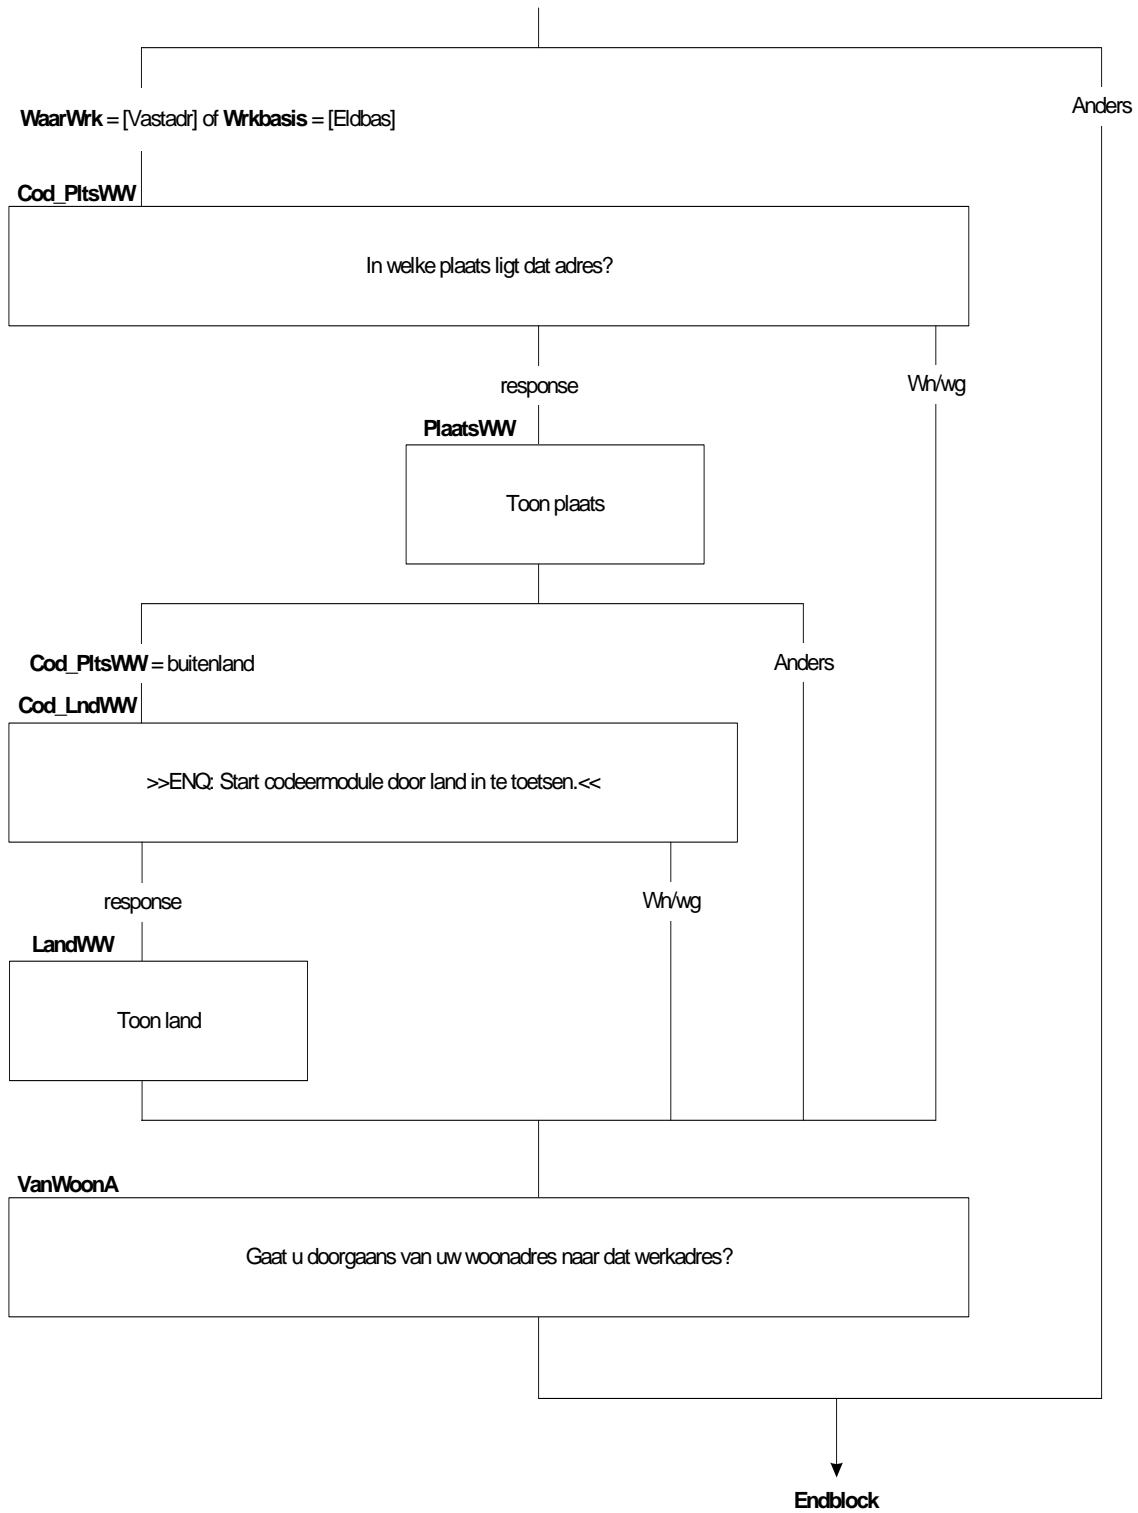 Anders
WaarWrk = [Vastadr] of Wrkbasis = [Eldbas]
Cod_PltsWW
In welke plaats ligt dat adres?
response
Wn/wg
PlaatsWW
Toon plaats
Cod_PltsWW = buitenland
Anders
Cod_LndWW
>>ENQ: Start codeermodule door land in te toetsen.<<
response
Wn/wg
LandWW
Toon land
VanWoonA
Gaat u doorgaans van uw woonadres naar dat werkadres?
Endblock